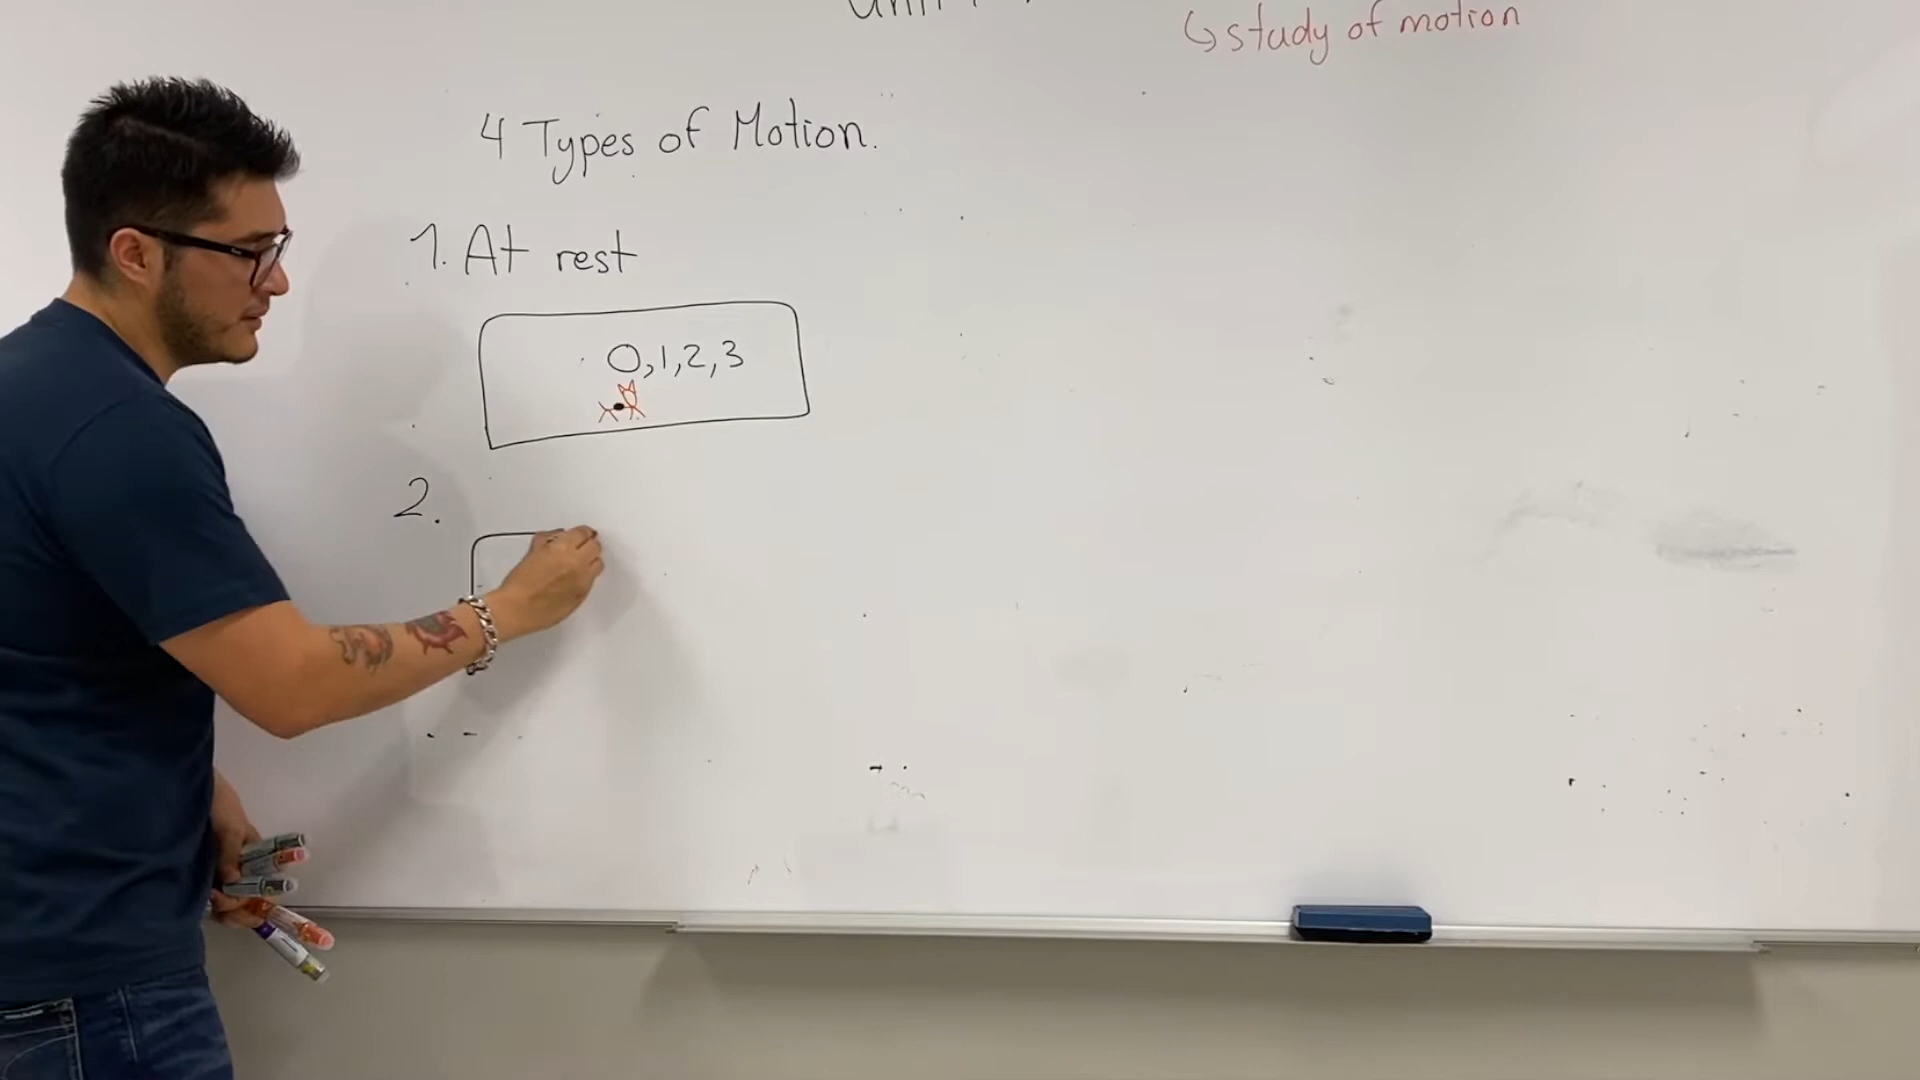 ↳study of motion
4 Types of Motion.
1. At rest
0,1,2,3
2.